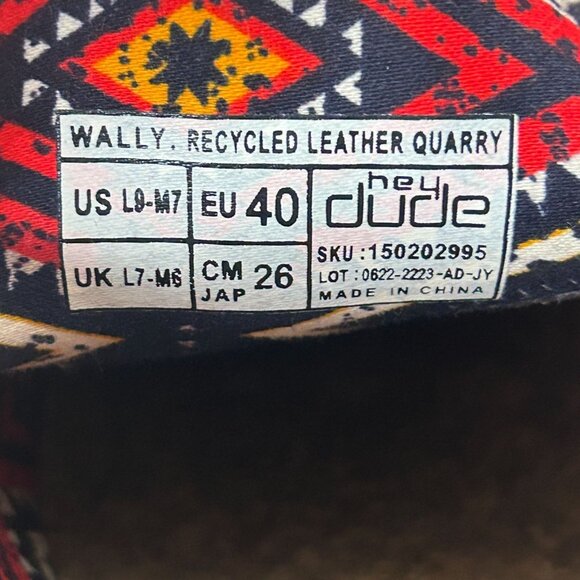 WALLY. RECYCLED LEATHER QUARRY
US L9-M7
EU 40
hey dude
UK L7-M6
CM JAP 26
SKU : 150202995
LOT : 0622-2223-AD-JY
MADE IN CHINA